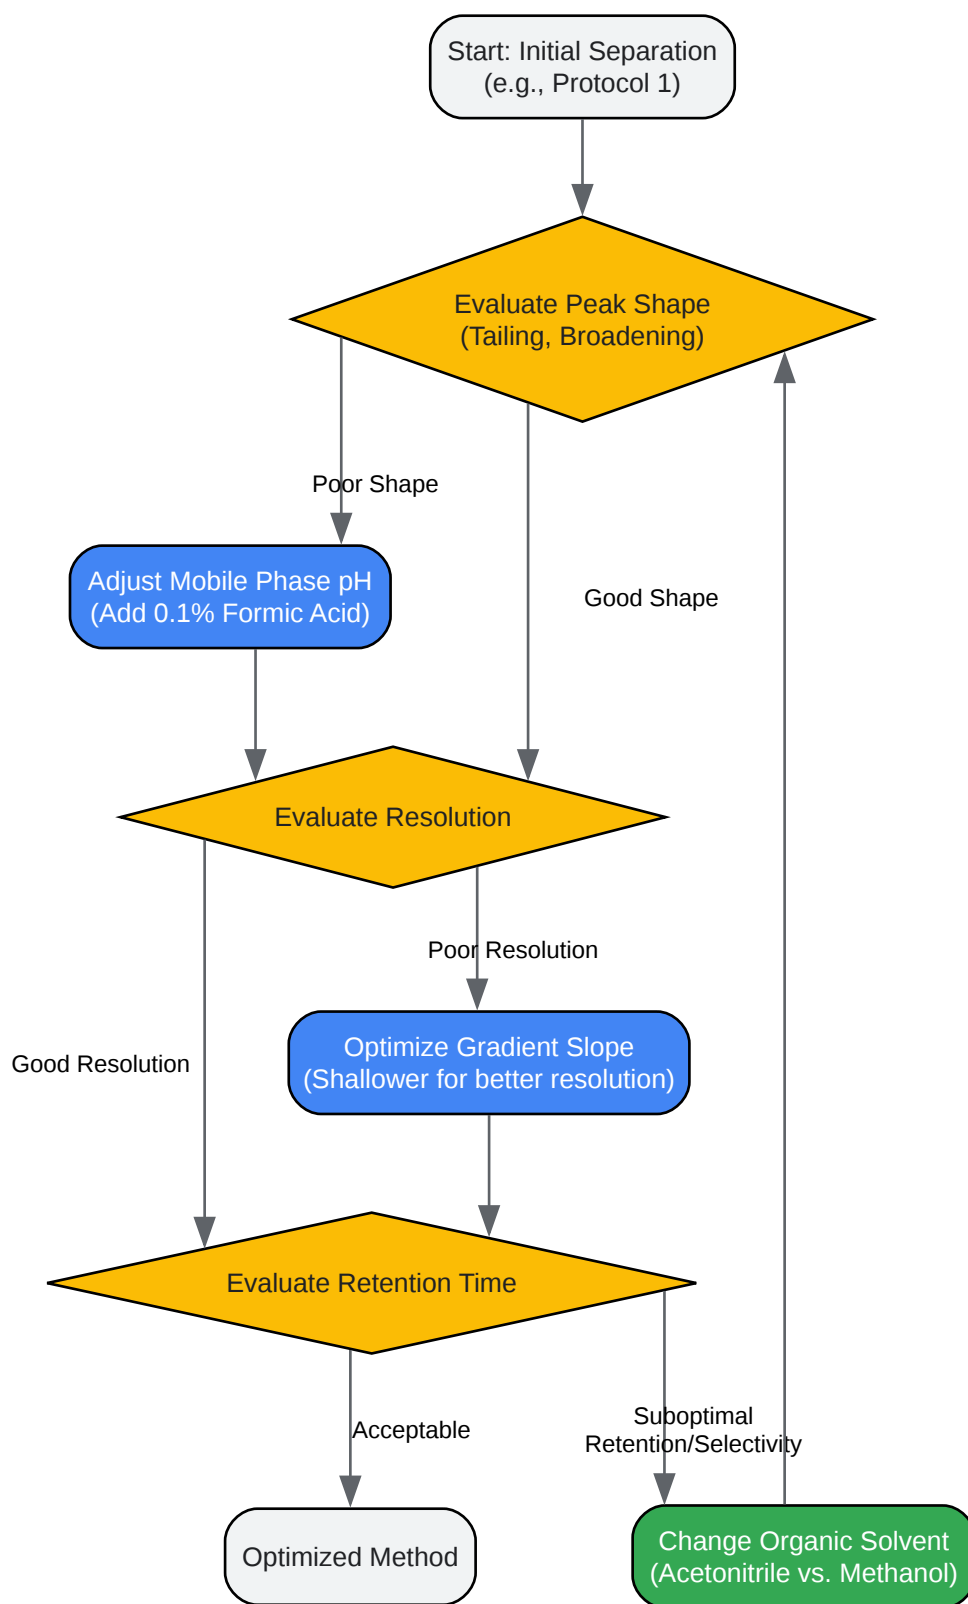 Start: Initial Separation
(e.g., Protocol 1)
Evaluate Peak Shape
(Tailing, Broadening)
Poor Shape
Adjust Mobile Phase pH
(Add 0.1% Formic Acid)
Good Shape
Evaluate Resolution
Poor Resolution
Optimize Gradient Slope
(Shallower for better resolution)
Good Resolution
Evaluate Retention Time
Acceptable
Suboptimal
Retention/Selectivity
Optimized Method
Change Organic Solvent
(Acetonitrile vs. Methanol)